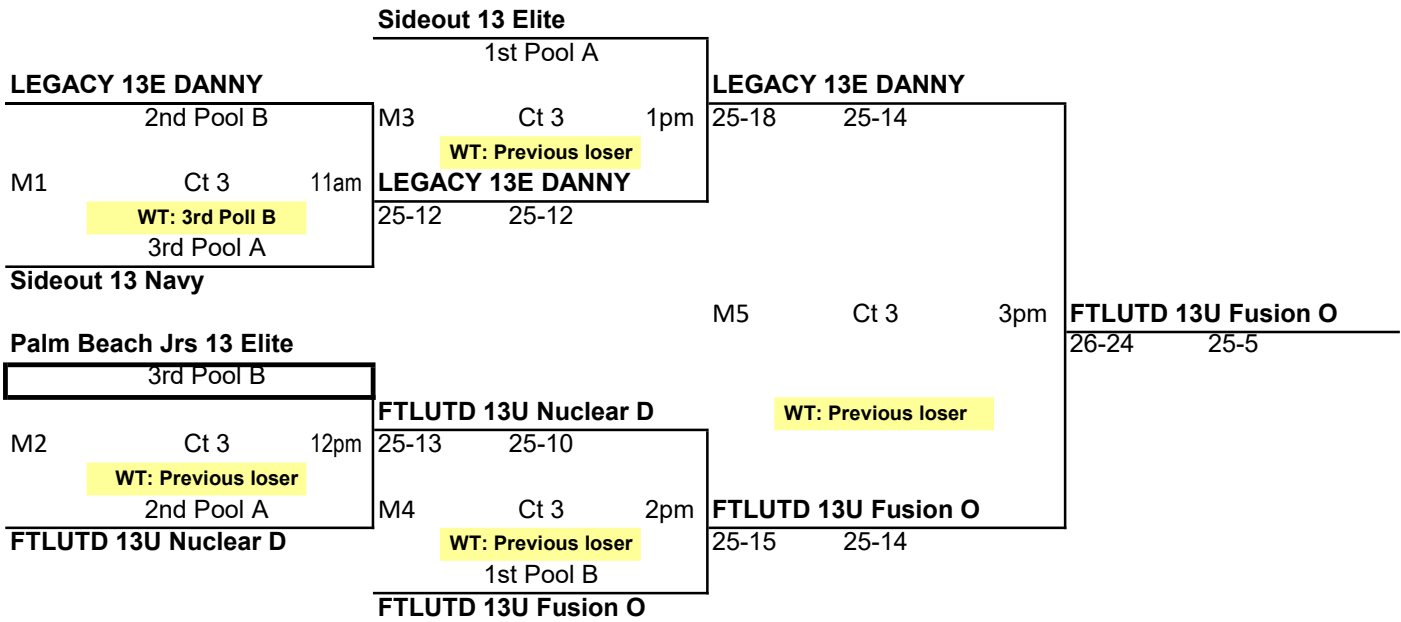 Sideout 13 Elite
1st Pool A
LEGACY 13E DANNY
LEGACY 13E DANNY
2nd Pool B
M3 Ct 3 1pm
25-18 25-14
WT: Previous loser
M1 Ct 3 11am
LEGACY 13E DANNY
WT: 3rd Poll B
25-12 25-12
3rd Pool A
Sideout 13 Navy
M5 Ct 3 3pm
FTLUTD 13U Fusion O
Palm Beach Jrs 13 Elite
26-24 25-5
3rd Pool B
FTLUTD 13U Nuclear D
WT: Previous loser
M2 Ct 3 12pm
25-13 25-10
WT: Previous loser
2nd Pool A
M4 Ct 3 2pm
FTLUTD 13U Fusion O
FTLUTD 13U Nuclear D
WT: Previous loser
25-15 25-14
1st Pool B
FTLUTD 13U Fusion O